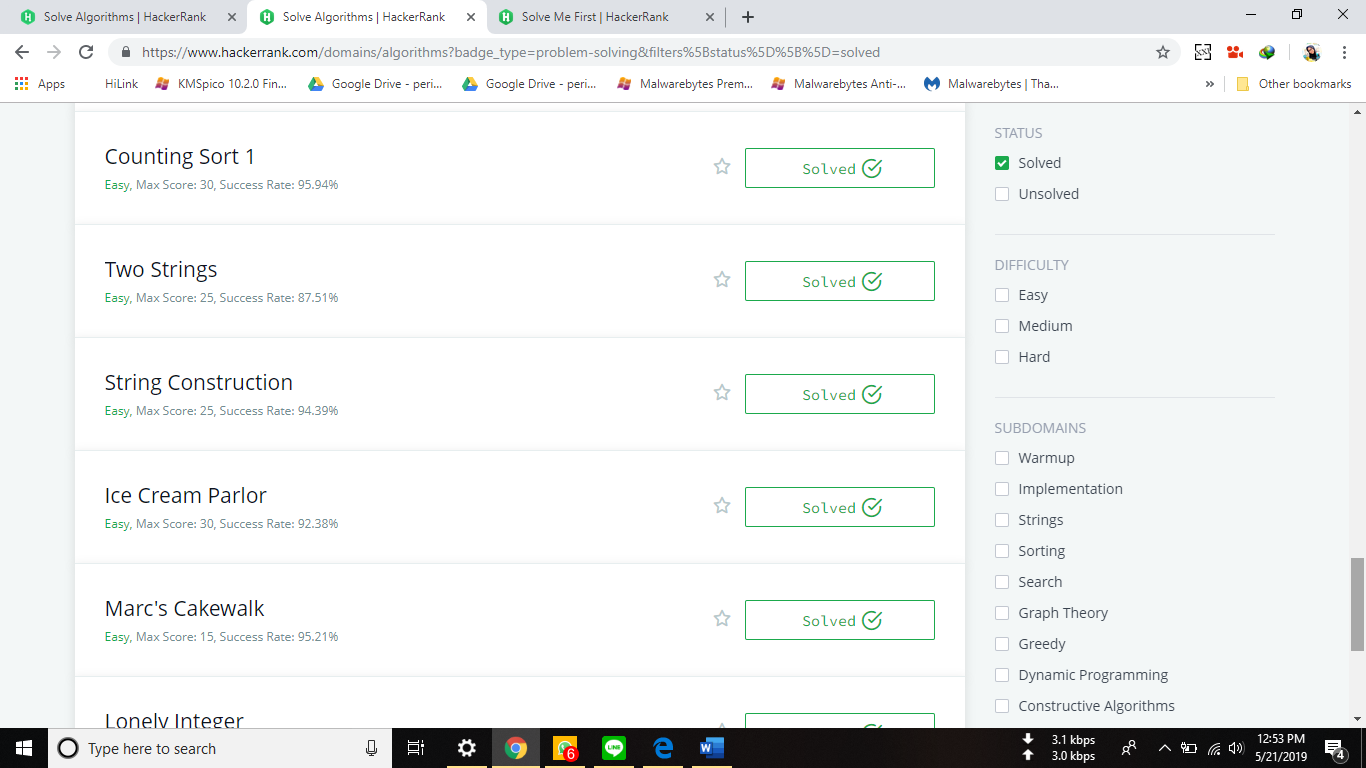 Solve Algorithms | HackerRank
Solve Algorithms | HackerRank
Solve Me First | HackerRank
https://www.hackerrank.com/domains/algorithms?badge_type=problem-solving&filters%5Bstatus%5D%5B%5D=solved
Apps
HiLink
KMSpico 10.2.0 Fin...
Google Drive - peri...
Google Drive - peri...
Malwarebytes Prem...
Malwarebytes Anti-...
Malwarebytes | Tha...
»
Other bookmarks
Counting Sort 1
Easy, Max Score: 30, Success Rate: 95.94%
Solved
Two Strings
Easy, Max Score: 25, Success Rate: 87.51%
Solved
String Construction
Easy, Max Score: 25, Success Rate: 94.39%
Solved
Ice Cream Parlor
Easy, Max Score: 30, Success Rate: 92.38%
Solved
Marc's Cakewalk
Easy, Max Score: 15, Success Rate: 95.21%
Solved
Lonely Integer
STATUS
Solved
Unsolved
DIFFICULTY
Easy
Medium
Hard
SUBDOMAINS
Warmup
Implementation
Strings
Sorting
Search
Graph Theory
Greedy
Dynamic Programming
Constructive Algorithms
Type here to search
6
LINE
3.1 kbps
3.0 kbps
12:53 PM
5/21/2019
4